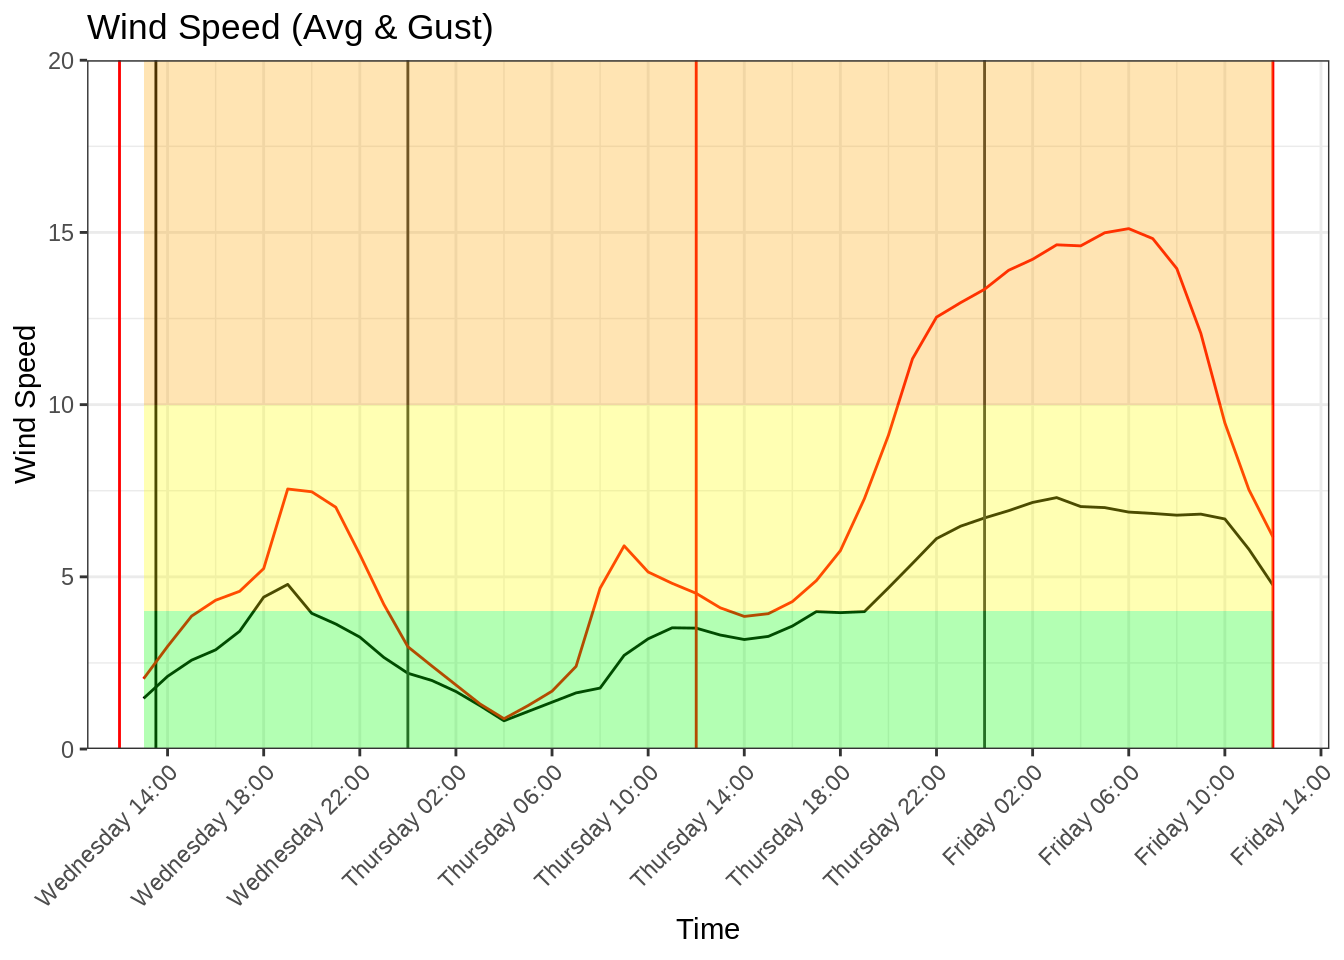 Wind Speed (Avg & Gust)
20
15
10
5
0
Wind Speed
Wednesday 14:00
Wednesday 18:00
Wednesday 22:00
Thursday 02:00
Thursday 06:00
Thursday 10:00
Thursday 14:00
Thursday 18:00
Thursday 22:00
Friday 02:00
Friday 06:00
Friday 10:00
Friday 14:00
Time